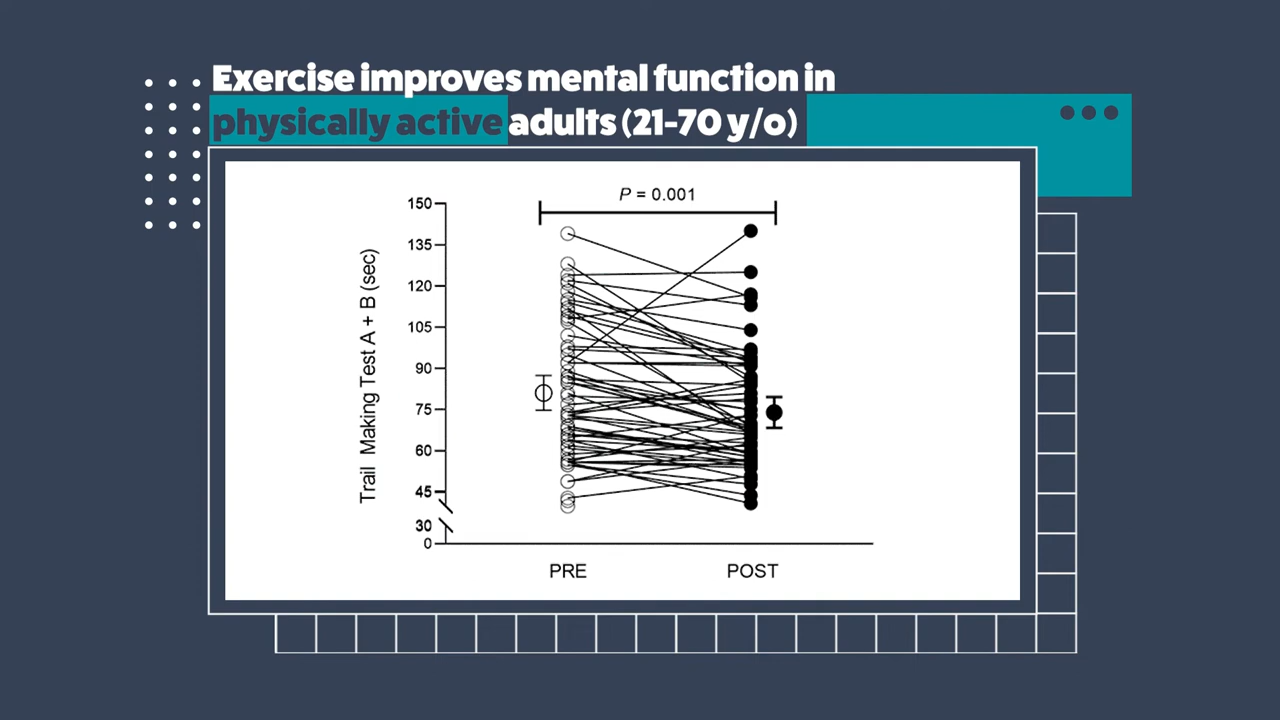 Exercise improves mental function in
physically active adults (21-70 y/o)
P = 0.001
150
135
120
105
90
75
60
45
30
0
Trail Making Test A + B (sec)
PRE POST